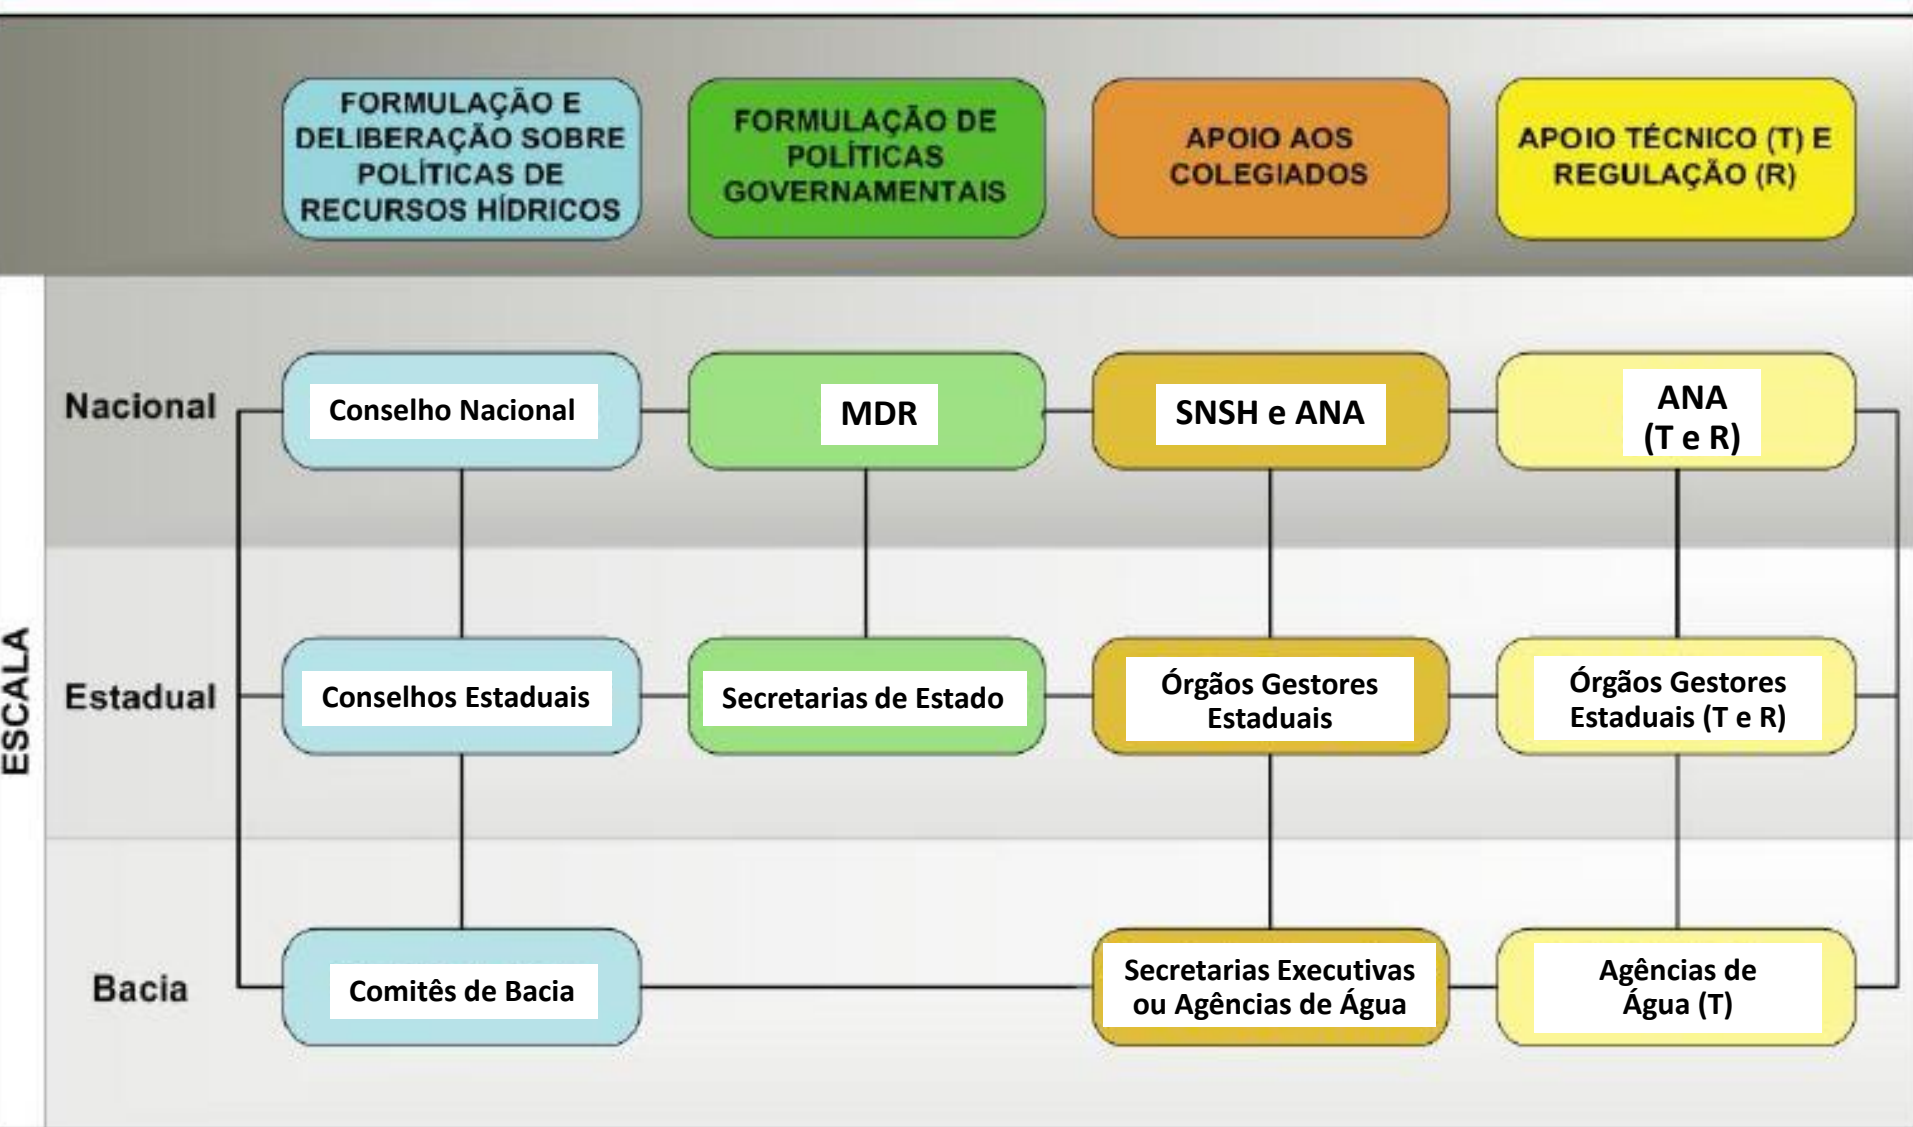 FORMULAÇÃO E
DELIBERAÇÃO SOBRE
POLÍTICAS DE
RECURSOS HÍDRICOS
FORMULAÇÃO DE
POLÍTICAS
GOVERNAMENTAIS
APOIO AOS
COLEGIADOS
APOIO TÉCNICO (T) E
REGULAÇÃO (R)
ESCALA
Nacional
Conselho Nacional
MDR
SNSH e ANA
ANA
(T e R)
Estadual
Conselhos Estaduais
Secretarias de Estado
Órgãos Gestores
Estaduais
Órgãos Gestores
Estaduais (T e R)
Bacia
Comitês de Bacia
Secretarias Executivas
ou Agências de Água
Agências de
Água (T)